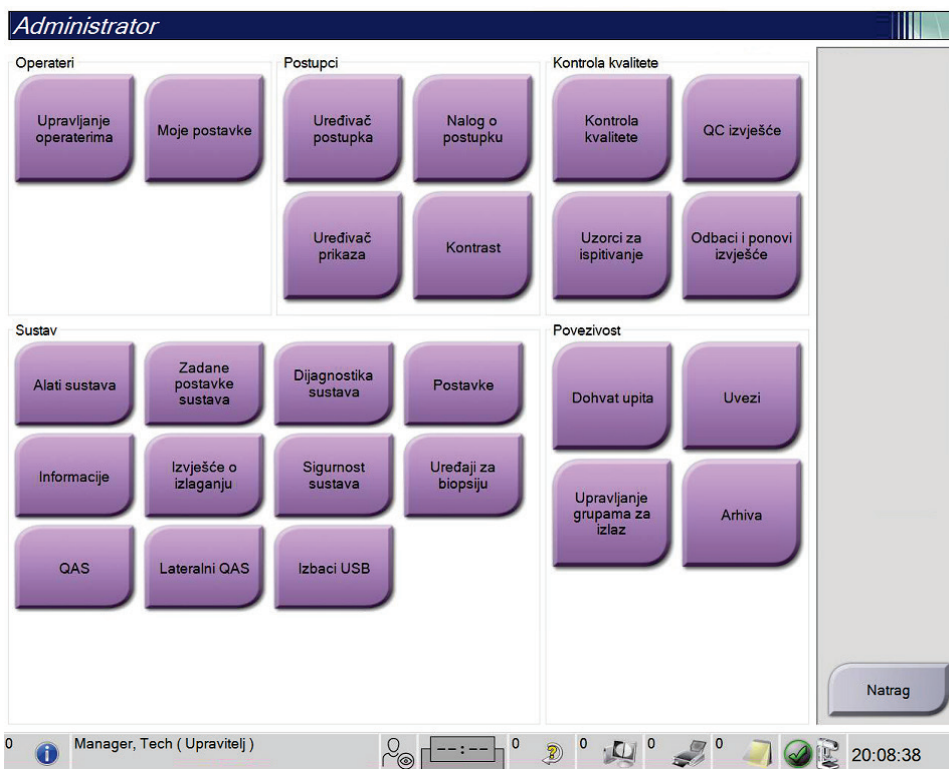 Administrator
Operateri
Upravljanje
operaterima
Moje postavke
Postupci
Uređivač
postupka
Nalog o
postupku
Uređivač
prikaza
Kontrast
Kontrola kvalitete
Kontrola
kvalitete
QC izvješće
Uzorci za
ispitivanje
Odbaci i ponovi
izvješće
Sustav
Alati sustava
Zadane
postavke
sustava
Dijagnostika
sustava
Postavke
Informacije
Izvješće o
izlaganju
Sigurnost
sustava
Uređaji za
biopsiju
QAS
Lateralni QAS
Izbaci USB
Povezivost
Dohvat upita
Uvezi
Upravljanje
grupama za
izlaz
Arhiva
Natrag
0 Manager, Tech ( Upravitelj ) --:-- 0 0 0 0 20:08:38